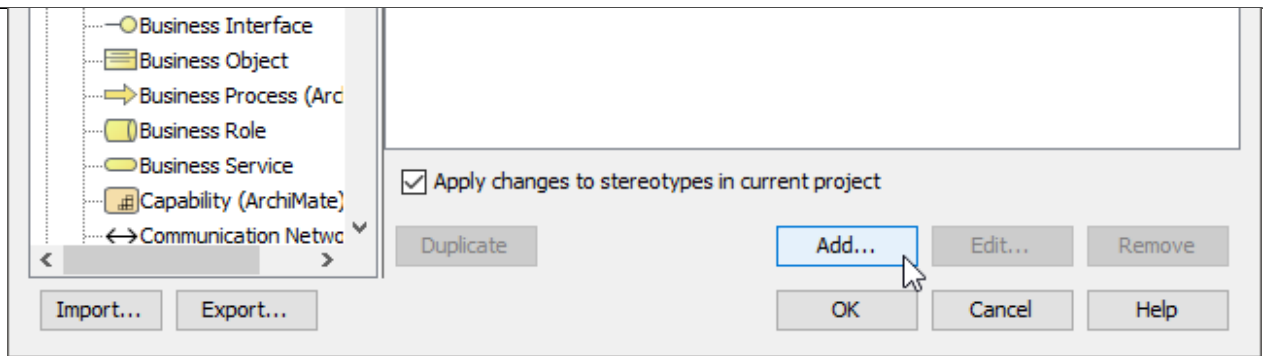 Business Interface
Business Object
Business Process (Arc
Business Role
Business Service
Capability (ArchiMate)
Communication Netwo
Apply changes to stereotypes in current project
Duplicate
Add...
Edit...
Remove
Import...
Export...
OK
Cancel
Help